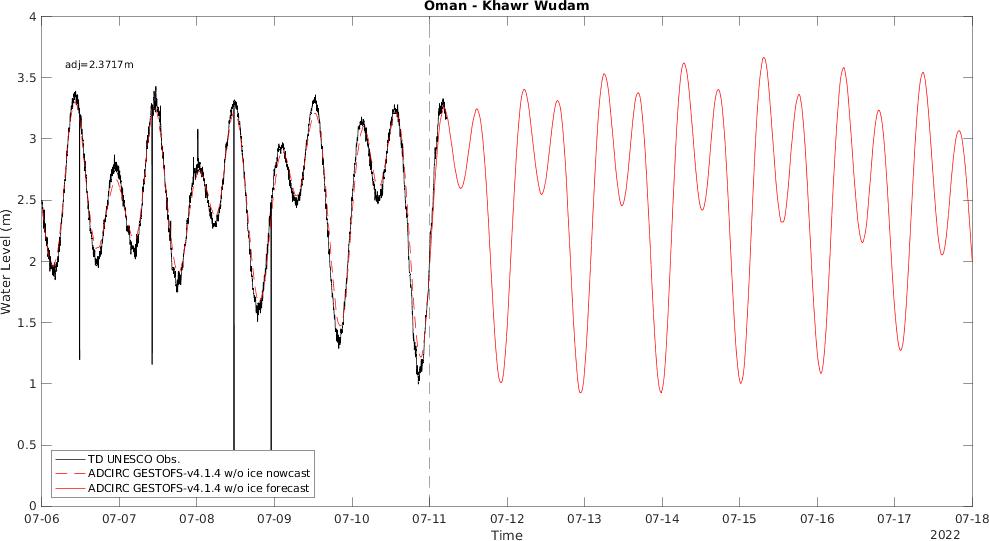 Oman - Khawr Wudam
adj=2.3717m
Water Level (m)
4
3.5
3
2.5
2
1.5
1
0.5
0
TD UNESCO Obs.
ADCIRC GESTOFS-v4.1.4 w/o ice nowcast
ADCIRC GESTOFS-v4.1.4 w/o ice forecast
07-06 07-07 07-08 07-09 07-10 07-11 07-12 07-13 07-14 07-15 07-16 07-17 07-18
Time
2022